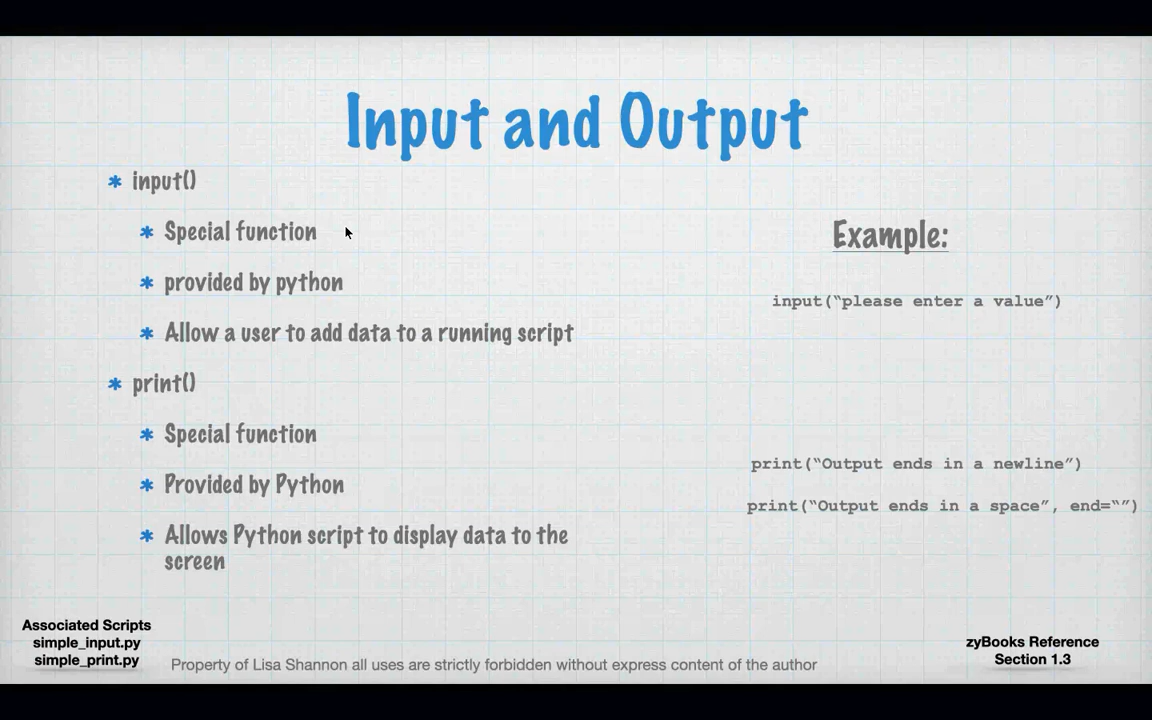 Input and Output
* input()
* Special function
* provided by python
* Allow a user to add data to a running script
* print()
* Special function
* Provided by Python
* Allows Python script to display data to the
screen
Example:
input(“please enter a value”)
print(“Output ends in a newline”)
print(“Output ends in a space”, end=“”)
Associated Scripts
simple_input.py
simple_print.py
Property of Lisa Shannon all uses are strictly forbidden without express content of the author
zyBooks Reference
Section 1.3